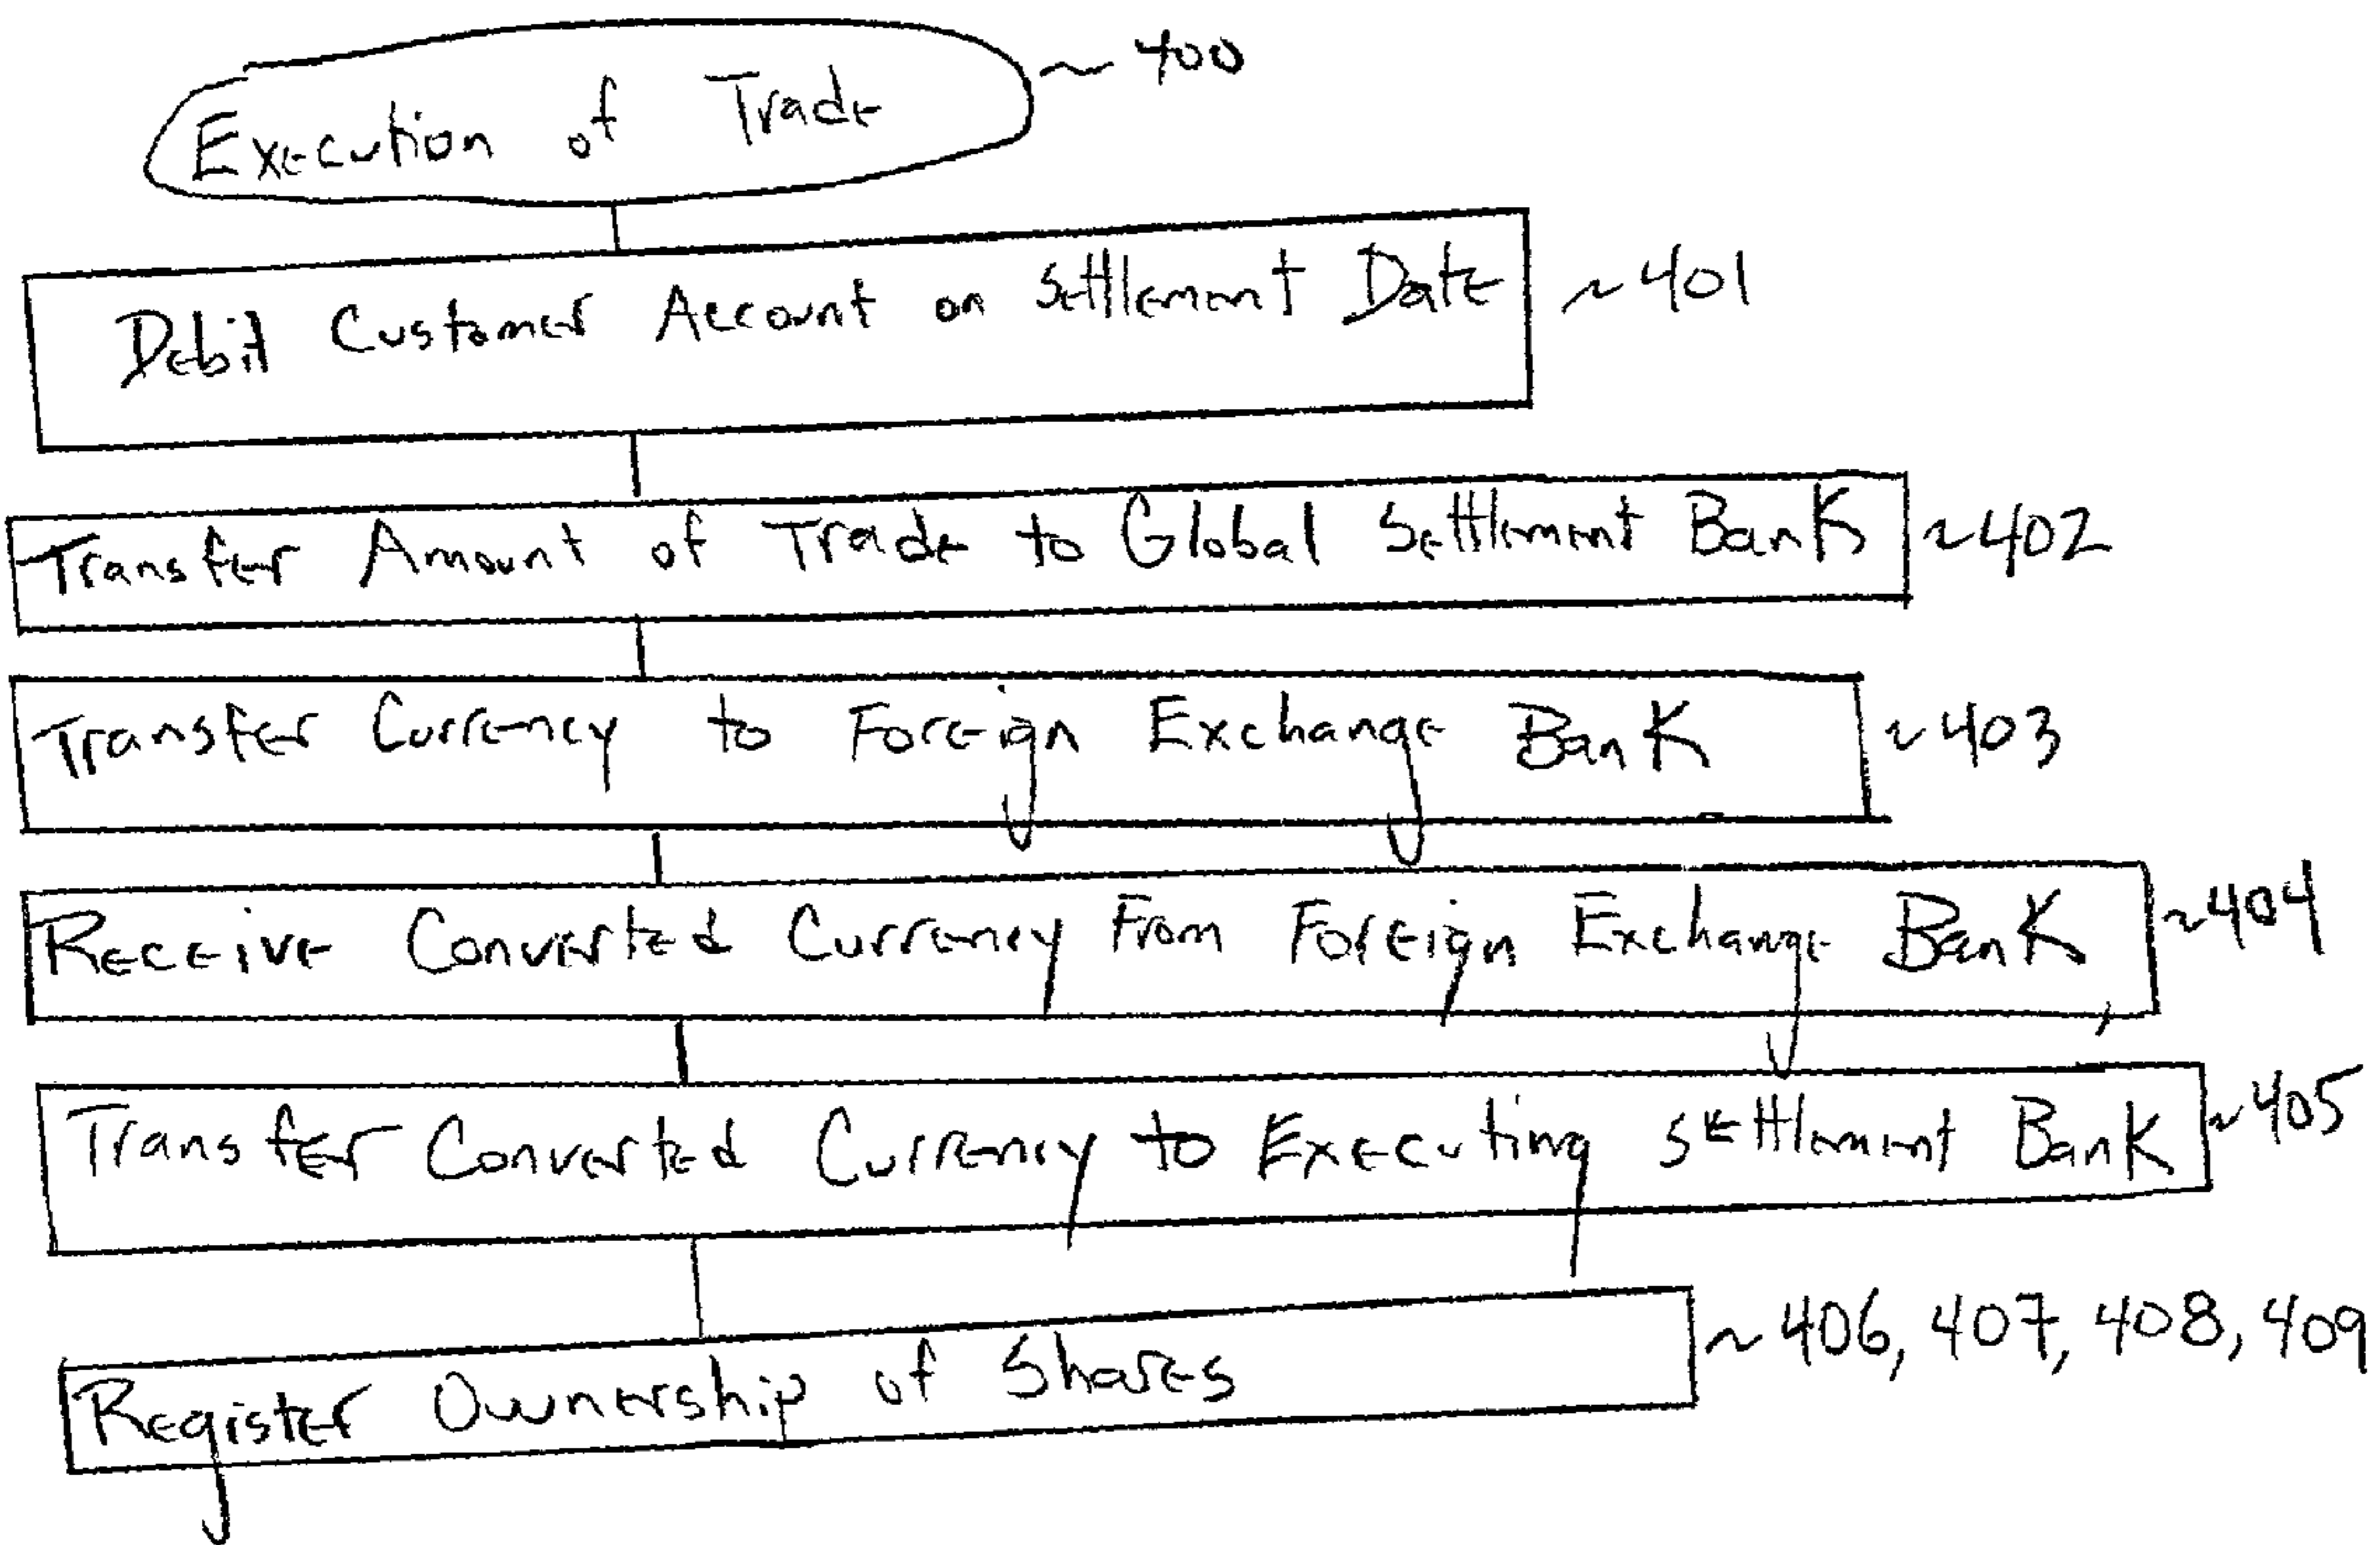 Execution of Trade ~ 400
Debit Customer Account on Settlement Date ~401
Transfer Amount of Trade to Global Settlement Bank ~402
Transfer Currency to Foreign Exchange Bank ~403
Receive Converted Currency From Foreign Exchange Bank ~404
Transfer Converted Currency to Executing Settlement Bank ~405
Register Ownership of Shares ~406, 407, 408, 409